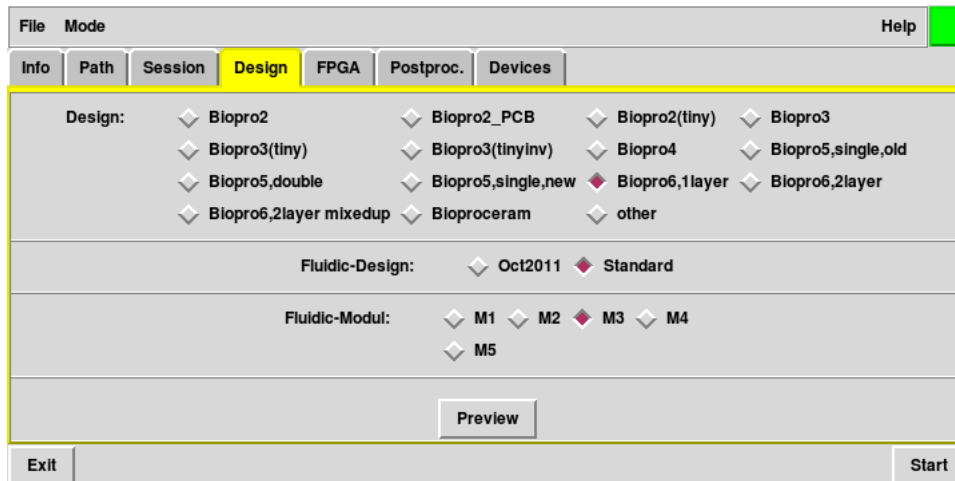 File Mode Help
Info Path Session Design FPGA Postproc. Devices
Design: Biopro2 Biopro2_PCB Biopro2(tiny) Biopro3
Biopro3(tiny) Biopro3(tinyinv) Biopro4 Biopro5,single,old
Biopro5,double Biopro5,single,new Biopro6,1layer Biopro6,2layer
Biopro6,2layer mixedup Bioproceram other
Fluidic-Design: Oct2011 Standard
Fluidic-Modul: M1 M2 M3 M4
M5
Preview
Exit Start